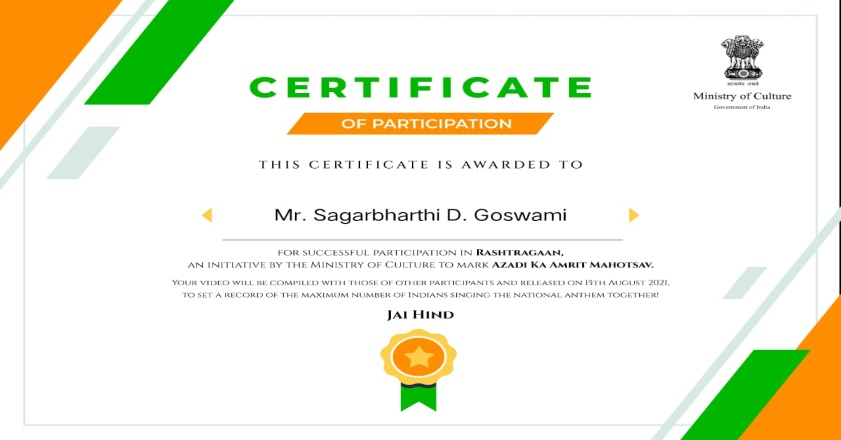 CERTIFICATE
OF PARTICIPATION
Ministry of Culture
Government of India
THIS CERTIFICATE IS AWARDED TO
Mr. Sagarbharthi D. Goswami
FOR SUCCESSFUL PARTICIPATION IN RASHTRAGAAN,
AN INITIATIVE BY THE MINISTRY OF CULTURE TO MARK AZADI KA AMRIT MAHOTSAV.
YOUR VIDEO WILL BE COMPILED WITH THOSE OF OTHER PARTICIPANTS AND RELEASED ON 15TH AUGUST 2021,
TO SET A RECORD OF THE MAXIMUM NUMBER OF INDIANS SINGING THE NATIONAL ANTHEM TOGETHER!
JAI HIND